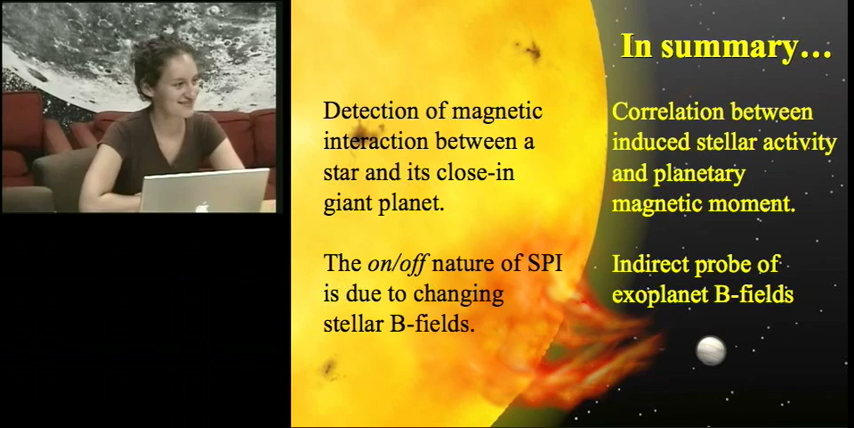 In summary…
Detection of magnetic
interaction between a
star and its close-in
giant planet.
The on/off nature of SPI
is due to changing
stellar B-fields.
Correlation between
induced stellar activity
and planetary
magnetic moment.
Indirect probe of
exoplanet B-fields